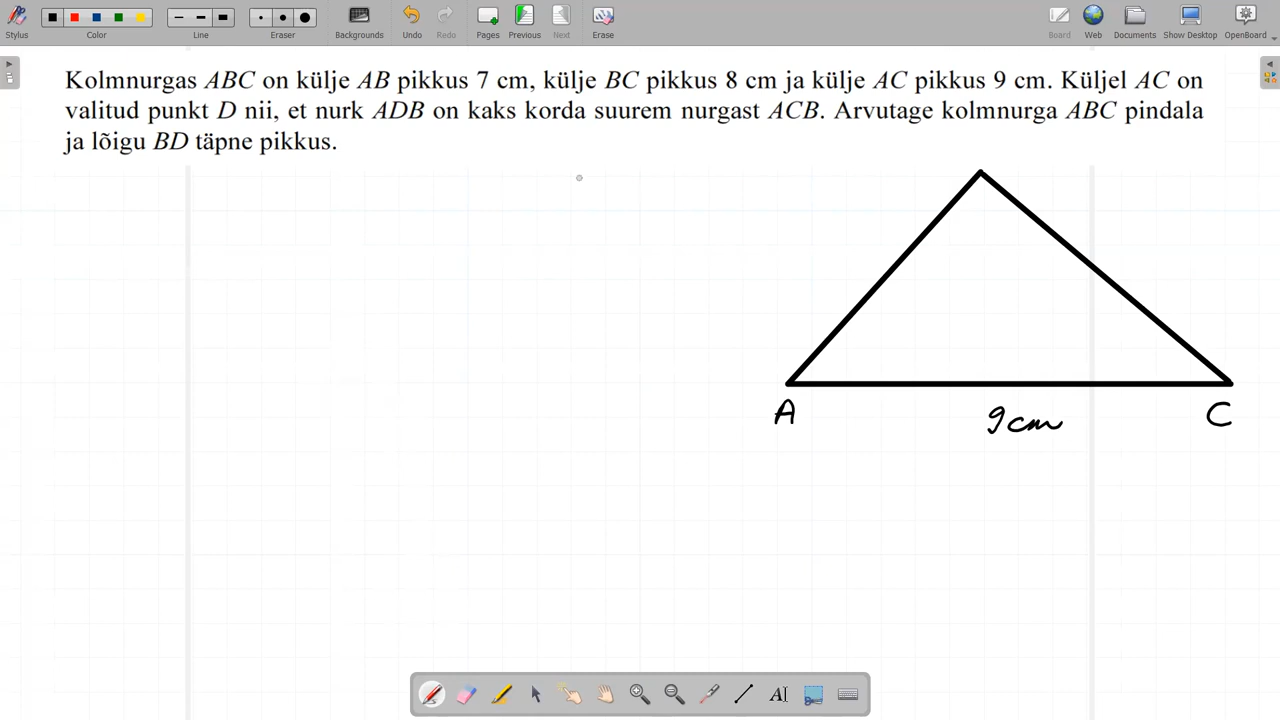 Stylus Color Line Eraser Backgrounds Undo Redo Pages Previous Next Erase Board Web Documents Show Desktop OpenBoard
Kolmnurgas ABC on külje AB pikkus 7 cm, külje BC pikkus 8 cm ja külje AC pikkus 9 cm. Küljel AC on
valitud punkt D nii, et nurk ADB on kaks korda suurem nurgast ACB. Arvutage kolmnurga ABC pindala
ja lõigu BD täpne pikkus.
A 9cm C